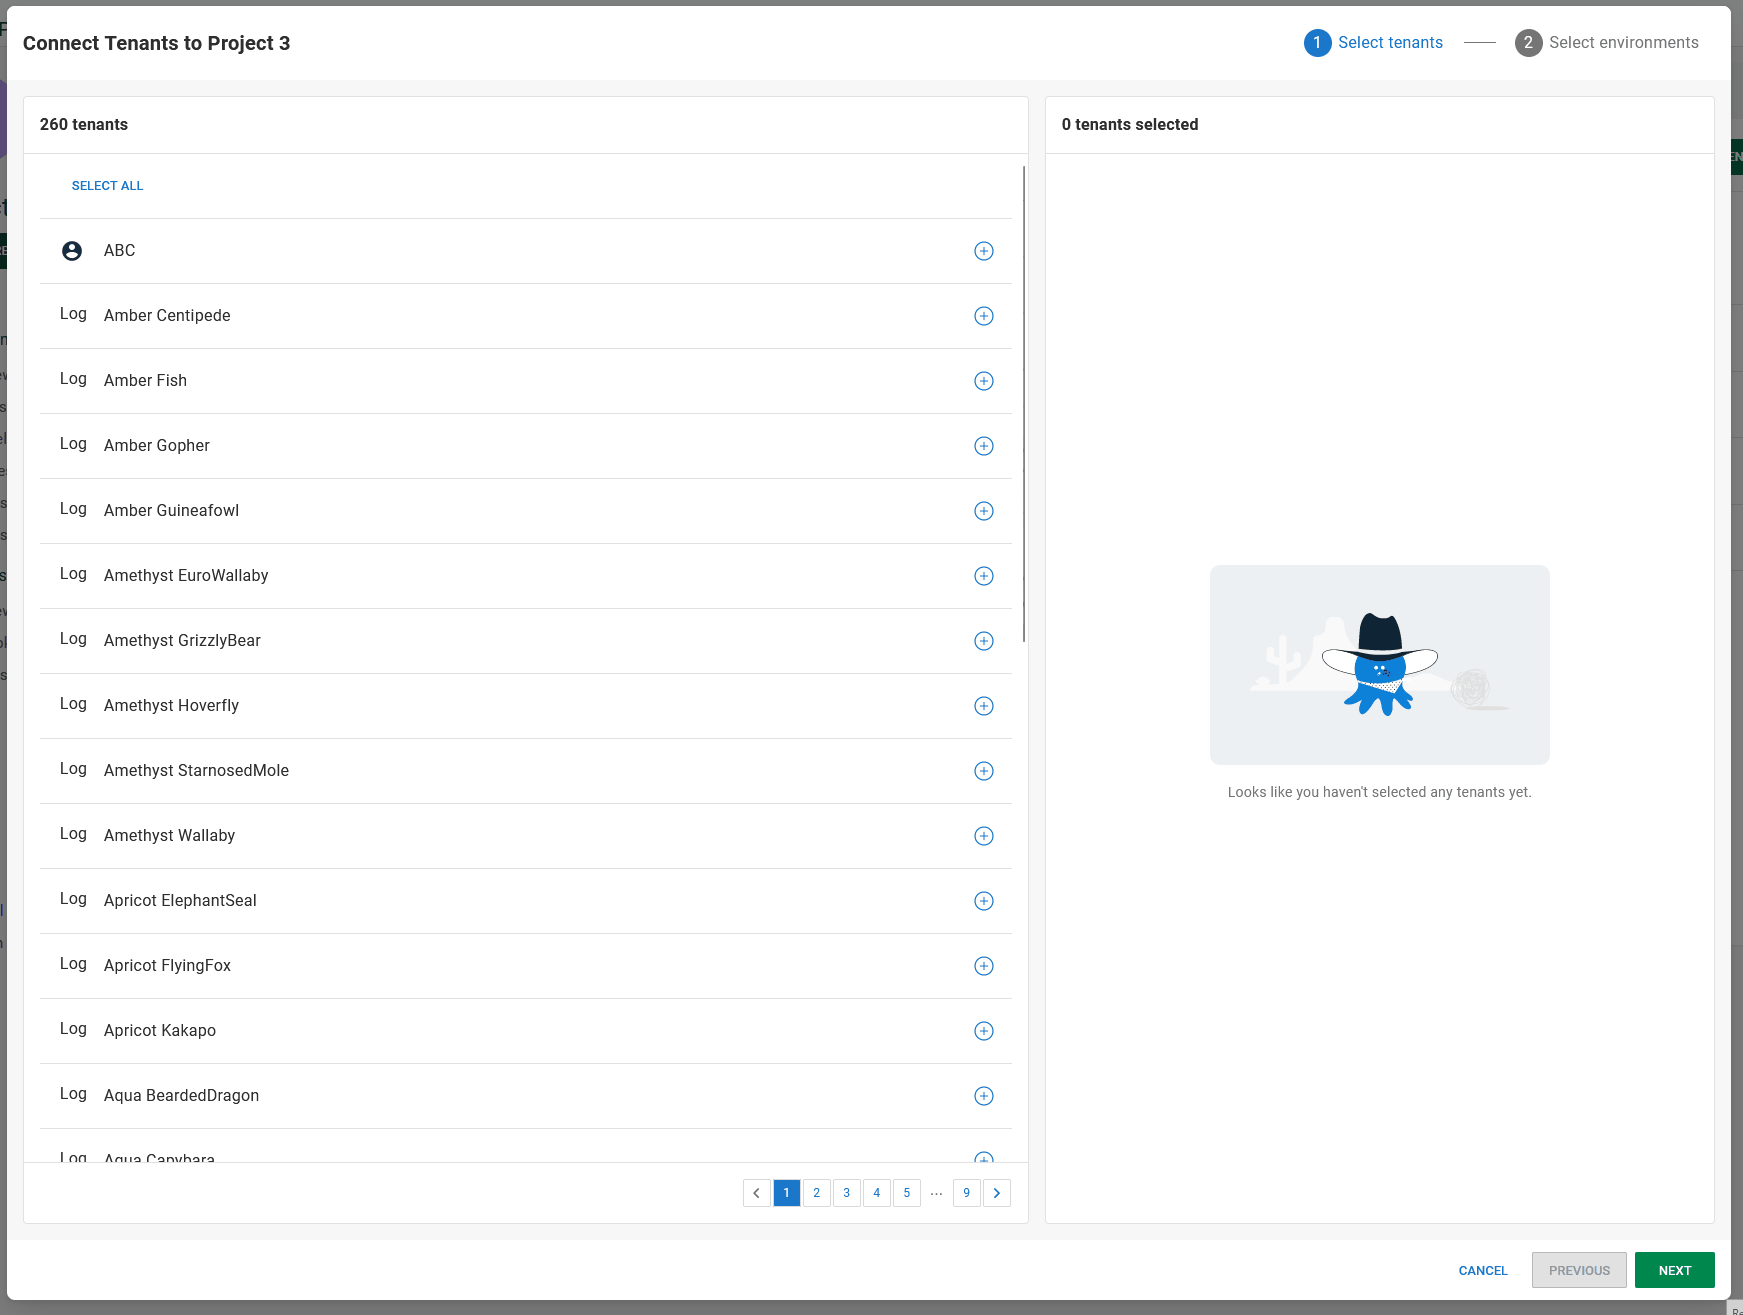 Connect Tenants to Project 3
1 Select tenants
2 Select environments
260 tenants
0 tenants selected
SELECT ALL
ABC
Log Amber Centipede
Log Amber Fish
Log Amber Gopher
Log Amber Guineafowl
Log Amethyst EuroWallaby
Log Amethyst GrizzlyBear
Log Amethyst Hoverfly
Log Amethyst StarnosedMole
Log Amethyst Wallaby
Log Apricot ElephantSeal
Log Apricot FlyingFox
Log Apricot Kakapo
Log Aqua BeardedDragon
Log Aqua Capybara
Looks like you haven't selected any tenants yet.
1 2 3 4 5 ... 9
CANCEL PREVIOUS NEXT